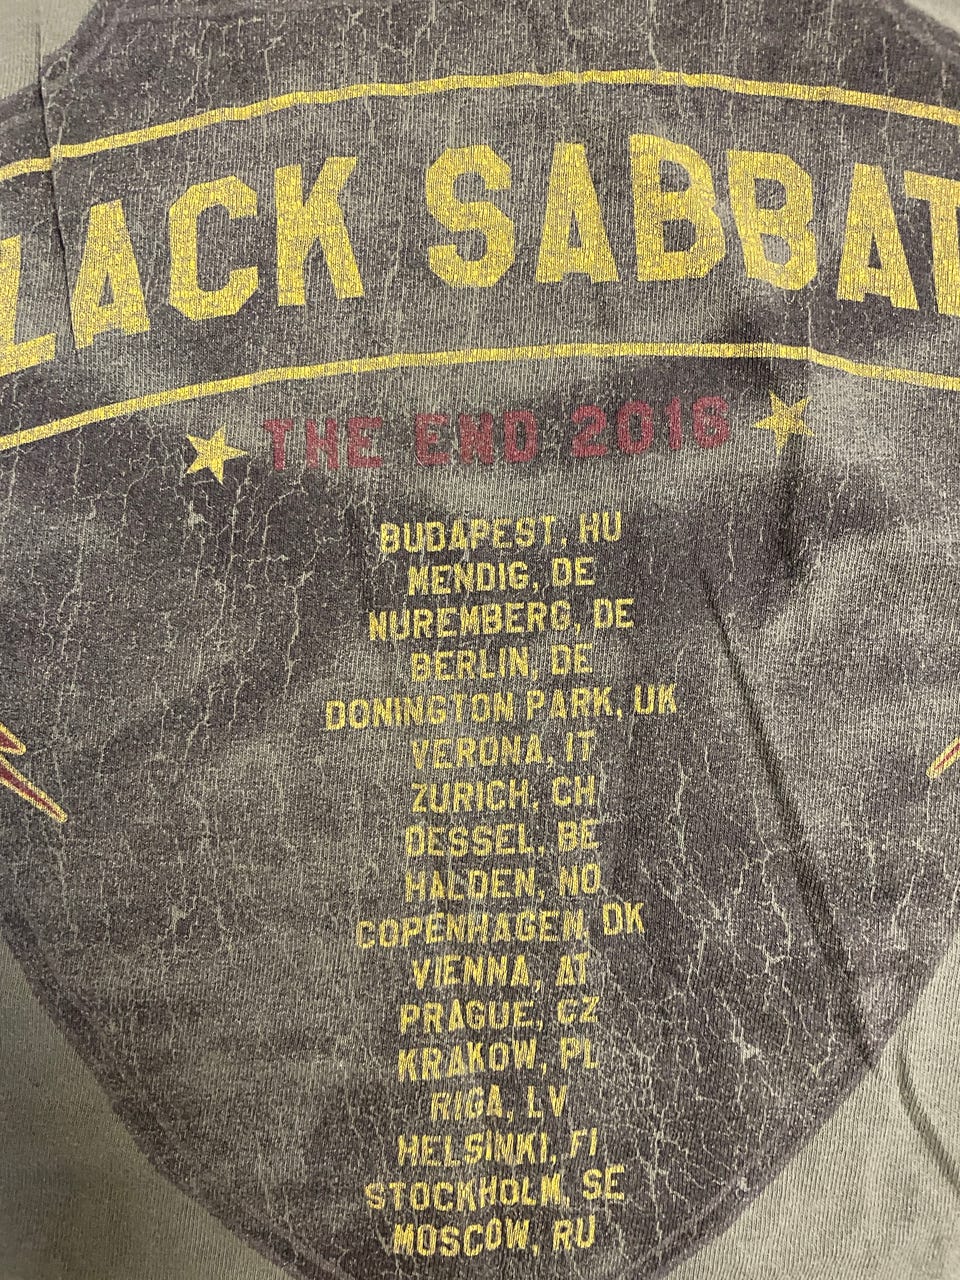 LACK SABBAT
THE END 2016
BUDAPEST, HU
MENDIG, DE
NUREMBERG, DE
BERLIN, DE
DONINGTON PARK, UK
VERONA, IT
ZURICH, CH
DESSEL, BE
HALDEN, NO
COPENHAGEN, DK
VIENNA, AT
PRAGUE, CZ
KRAKOW, PL
RIGA, LV
HELSINKI, FI
STOCKHOLM, SE
MOSCOW, RU